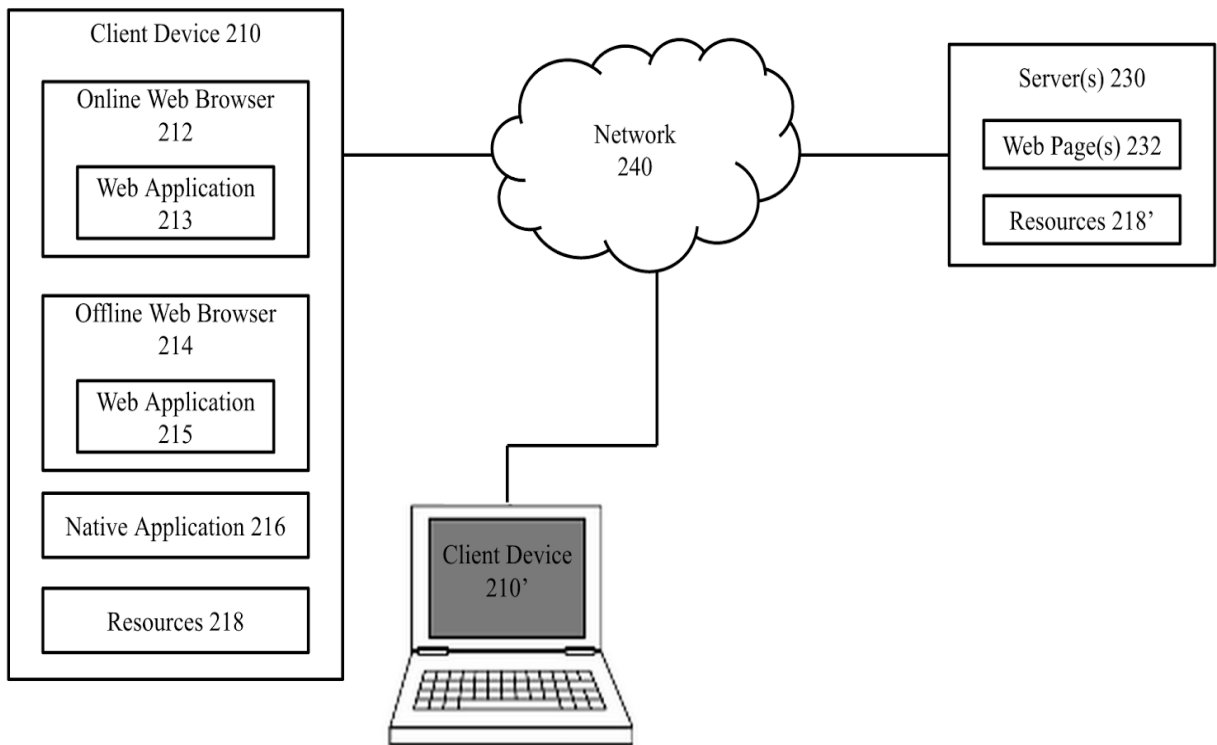 Client Device 210
Online Web Browser
212
Web Application
213
Offline Web Browser
214
Web Application
215
Native Application 216
Resources 218
Network
240
Server(s) 230
Web Page(s) 232
Resources 218’
Client Device
210’